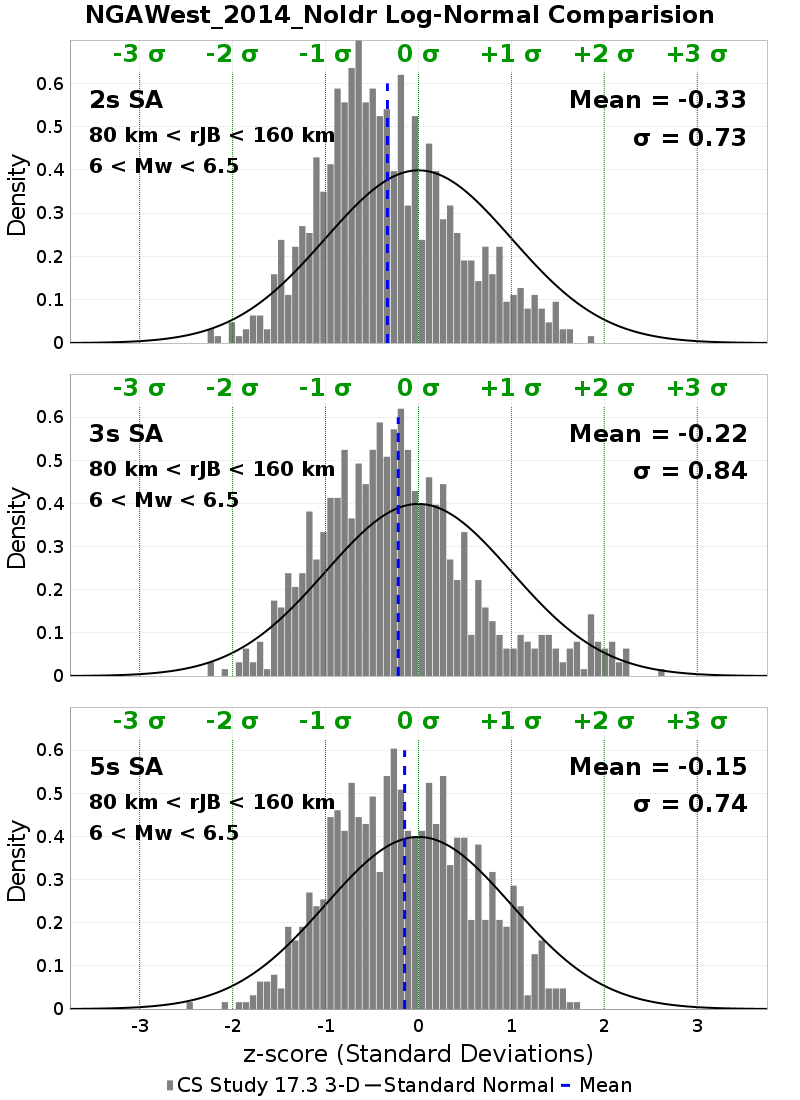 NGAWest_2014_NoIdr Log-Normal Comparision
-3 σ -2 σ -1 σ 0 σ +1 σ +2 σ +3 σ
2s SA
80 km < rJB < 160 km
6 < Mw < 6.5
Mean = -0.33
σ = 0.73
Density
0.6
0.5
0.4
0.3
0.2
0.1
0
-3 σ -2 σ -1 σ 0 σ +1 σ +2 σ +3 σ
3s SA
80 km < rJB < 160 km
6 < Mw < 6.5
Mean = -0.22
σ = 0.84
Density
0.6
0.5
0.4
0.3
0.2
0.1
0
-3 σ -2 σ -1 σ 0 σ +1 σ +2 σ +3 σ
5s SA
80 km < rJB < 160 km
6 < Mw < 6.5
Mean = -0.15
σ = 0.74
Density
0.6
0.5
0.4
0.3
0.2
0.1
0
-3 -2 -1 0 1 2 3
z-score (Standard Deviations)
CS Study 17.3 3-D Standard Normal Mean